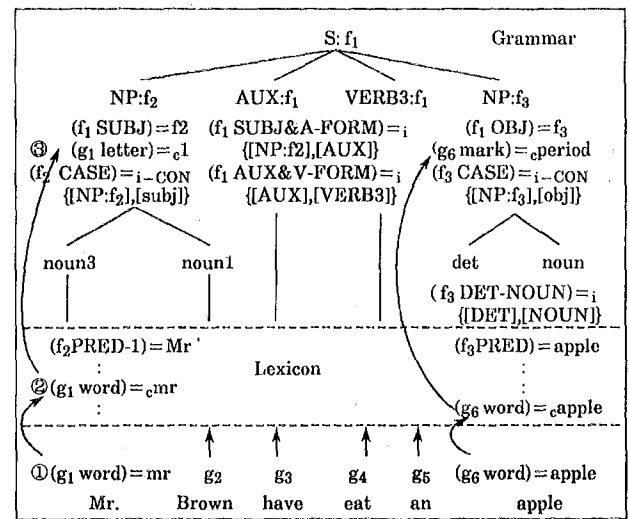 S: f₁ Grammar
NP:f₂ AUX:f₁ VERB3:f₁ NP:f₃
(f₁ SUBJ)=f2 (f₁ SUBJ&A-FORM)=ᵢ (f₁ OBJ)=f₃
③ (g₁ letter)=c1 {[NP:f2],[AUX]} (g₆ mark)=cperiod
(f₂ CASE)=i-CON (f₁ AUX&V-FORM)=ᵢ (f₃ CASE)=i-CON
{[NP:f₂],[subj]} {[AUX],[VERB3]} {[NP:f₃],[obj]}
noun3 noun1 det noun
(f₃ DET-NOUN)=ᵢ
{[DET],[NOUN]}
(f₂PRED-1)=Mr ' (f₃PRED)=apple
: Lexicon :
②(g₁ word)=cmr
: (g₆ word)=capple
①(g₁ word)=mr g₂ g₃ g₄ g₅ (g₆ word)=apple
Mr. Brown have eat an apple